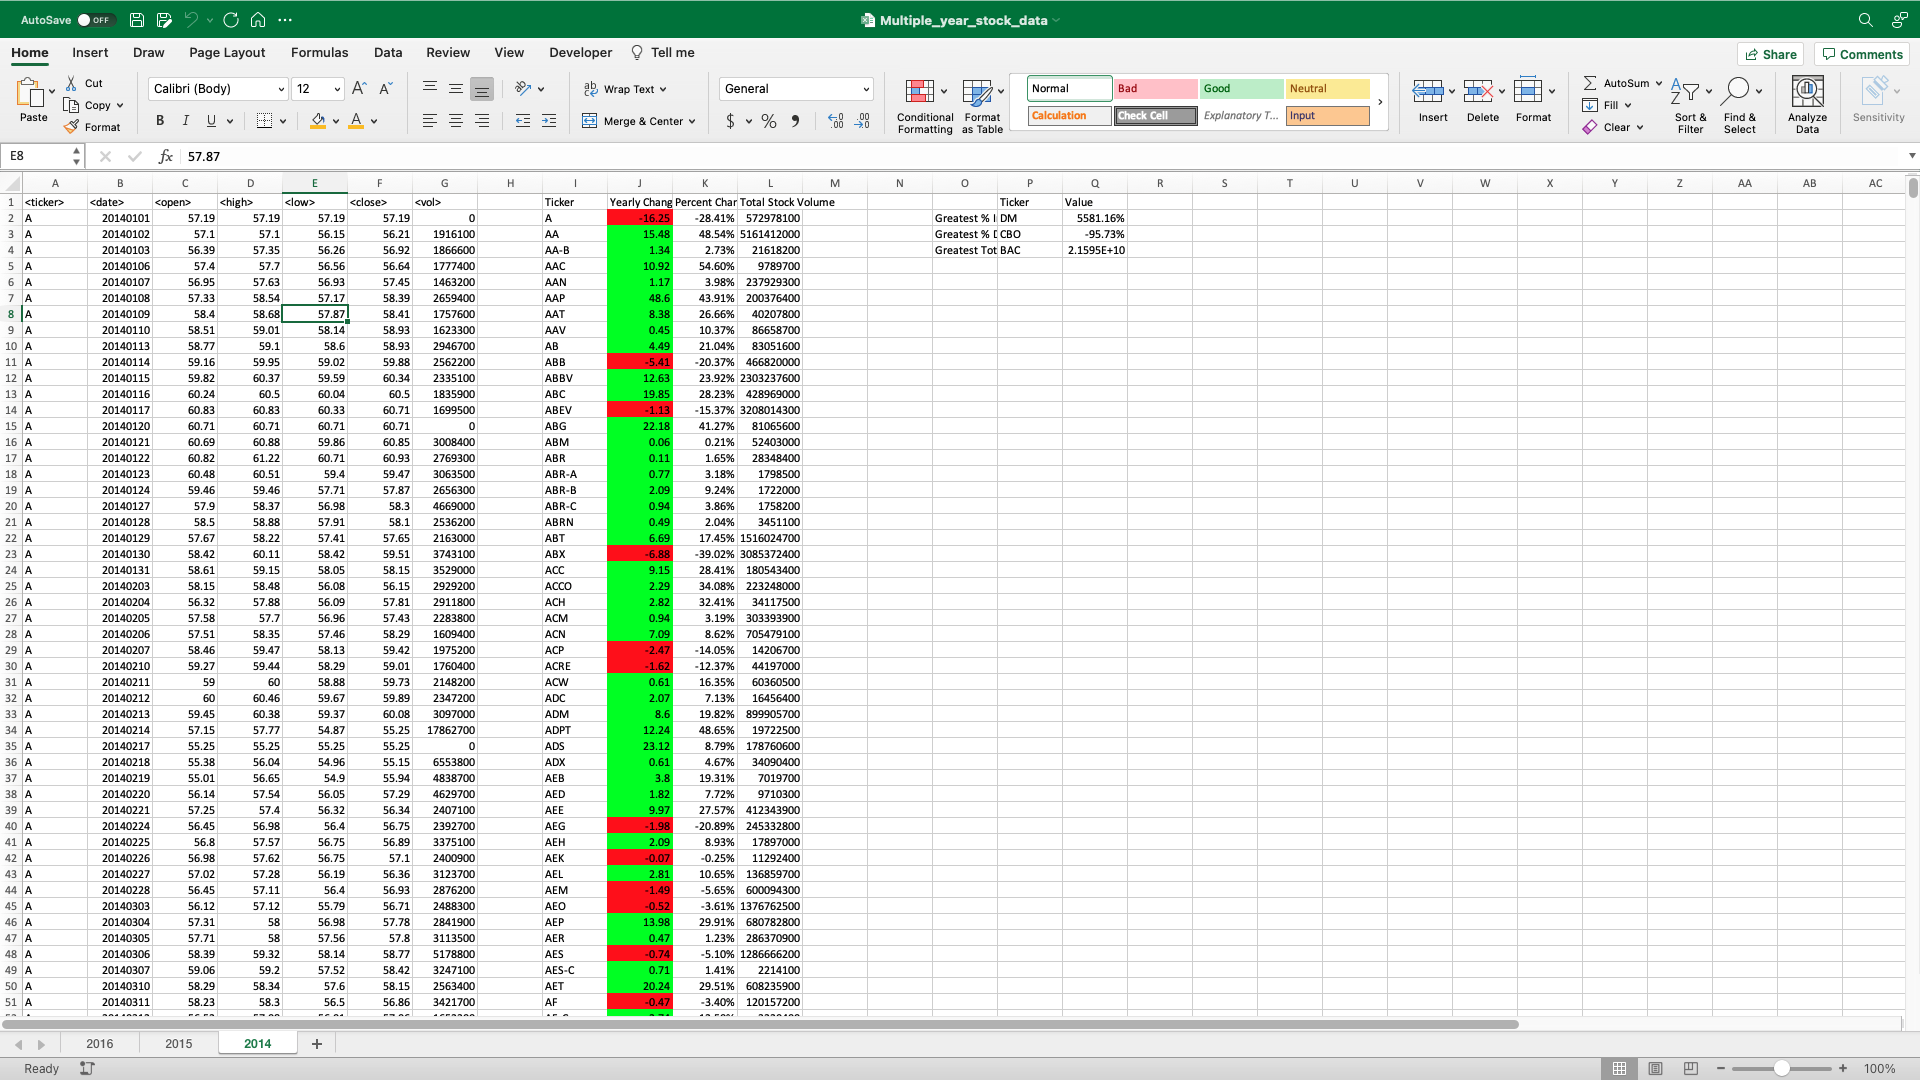 AutoSave OFF Multiple_year_stock_data
Home Insert Draw Page Layout Formulas Data Review View Developer Tell me Share Comments
Paste Cut Copy Format
Calibri (Body) 12 A A
B I U A
ab Wrap Text
Merge & Center
General
$ % 9
Conditional Formatting
Format as Table
Normal Bad Good Neutral
Calculation Check Cell Explanatory T... Input
Insert Delete Format
AutoSum Fill Clear
Sort & Filter
Find & Select
Analyze Data
Sensitivity
E8 fx 57.87
A B C D E F G H I J K L M N O P Q R S T U V W X Y Z AA AB AC
1 <ticker> <date> <open> <high> <low> <close> <vol> Ticker Yearly Chang Percent Char Total Stock Volume Ticker Value
2 A 20140101 57.19 57.19 57.19 57.19 0 A -16.25 -28.41% 572978100 Greatest % I DM 5581.16%
3 A 20140102 57.1 57.1 56.15 56.21 1916100 AA 15.48 48.54% 5161412000 Greatest % D CBO -95.73%
4 A 20140103 56.39 57.35 56.26 56.92 1866600 AA-B 1.34 2.73% 21618200 Greatest Tot BAC 2.1595E+10
5 A 20140106 57.4 57.7 56.56 56.64 1777400 AAC 10.92 54.60% 9789700
6 A 20140107 56.95 57.63 56.93 57.45 1463200 AAN 1.17 3.98% 237929300
7 A 20140108 57.33 58.54 57.17 58.39 2659400 AAP 48.6 43.91% 200376400
8 A 20140109 58.4 58.68 57.87 58.41 1757600 AAT 8.38 26.66% 40207800
9 A 20140110 58.51 59.01 58.14 58.93 1623300 AAV 0.45 10.37% 86658700
10 A 20140113 58.77 59.1 58.6 58.93 2946700 AB 4.49 21.04% 83051600
11 A 20140114 59.16 59.95 59.02 59.88 2562200 ABB -5.41 -20.37% 466820000
12 A 20140115 59.82 60.37 59.59 60.34 2335100 ABBV 12.63 23.92% 2303237600
13 A 20140116 60.24 60.5 60.04 60.5 1835900 ABC 19.85 28.23% 428969000
14 A 20140117 60.83 60.83 60.33 60.71 1699500 ABEV -1.13 -15.37% 3208014300
15 A 20140120 60.71 60.71 60.71 60.71 0 ABG 22.18 41.27% 81065600
16 A 20140121 60.69 60.88 59.86 60.85 3008400 ABM 0.06 0.21% 52403000
17 A 20140122 60.82 61.22 60.71 60.93 2769300 ABR 0.11 1.65% 28348400
18 A 20140123 60.48 60.51 59.4 59.47 3063500 ABR-A 0.77 3.18% 1798500
19 A 20140124 59.46 59.46 57.71 57.87 2656300 ABR-B 2.09 9.24% 1722000
20 A 20140127 57.9 58.37 56.98 58.3 4669000 ABR-C 0.94 3.86% 1758200
21 A 20140128 58.5 58.88 57.91 58.1 2536200 ABRN 0.49 2.04% 3451100
22 A 20140129 57.67 58.22 57.41 57.65 2163000 ABT 6.69 17.45% 1516024700
23 A 20140130 58.42 60.11 58.42 59.51 3743100 ABX -6.88 -39.02% 3085372400
24 A 20140131 58.61 59.15 58.05 58.15 3529000 ACC 9.15 28.41% 180543400
25 A 20140203 58.15 58.48 56.08 56.15 2929200 ACCO 2.29 34.08% 223248000
26 A 20140204 56.32 57.88 56.09 57.81 2911800 ACH 2.82 32.41% 34117500
27 A 20140205 57.58 57.7 56.96 57.43 2283800 ACM 0.94 3.19% 303393900
28 A 20140206 57.51 58.35 57.46 58.29 1609400 ACN 7.09 8.62% 705479100
29 A 20140207 58.46 59.47 58.13 59.42 1975200 ACP -2.47 -14.05% 14206700
30 A 20140210 59.27 59.44 58.29 59.01 1760400 ACRE -1.62 -12.37% 44197000
31 A 20140211 59 60 58.88 59.73 2148200 ACW 0.61 16.35% 60360500
32 A 20140212 60 60.46 59.67 59.89 2347200 ADC 2.07 7.13% 16456400
33 A 20140213 59.45 60.38 59.37 60.08 3097000 ADM 8.6 19.82% 899905700
34 A 20140214 57.15 57.77 54.87 55.25 17862700 ADPT 12.24 48.65% 19722500
35 A 20140217 55.25 55.25 55.25 55.25 0 ADS 23.12 8.79% 178760600
36 A 20140218 55.38 56.04 54.96 55.15 6553800 ADX 0.61 4.67% 34090400
37 A 20140219 55.01 56.65 54.9 55.94 4838700 AEB 3.8 19.31% 7019700
38 A 20140220 56.14 57.54 56.05 57.29 4629700 AED 1.82 7.72% 9710300
39 A 20140221 57.25 57.4 56.32 56.34 2407100 AEE 9.97 27.57% 412343900
40 A 20140224 56.45 56.98 56.4 56.75 2392700 AEG -1.98 -20.89% 245332800
41 A 20140225 56.8 57.57 56.75 56.89 3375100 AEH 2.09 8.93% 17897000
42 A 20140226 56.98 57.62 56.75 57.1 2400900 AEK -0.07 -0.25% 11292400
43 A 20140227 57.02 57.28 56.19 56.36 3123700 AEL 2.81 10.65% 136859700
44 A 20140228 56.45 57.11 56.4 56.93 2876200 AEM -1.49 -5.65% 600094300
45 A 20140303 56.12 57.12 55.79 56.71 2488300 AEO -0.52 -3.61% 1376762500
46 A 20140304 57.31 58 56.98 57.78 2841900 AEP 13.98 29.91% 680782800
47 A 20140305 57.71 58 57.56 57.8 3113500 AER 0.47 1.23% 286370900
48 A 20140306 58.39 59.32 58.14 58.77 5178800 AES -0.74 -5.10% 1286666200
49 A 20140307 59.06 59.2 57.52 58.42 3247100 AES-C 0.71 1.41% 2214100
50 A 20140310 58.29 58.34 57.6 58.15 2563400 AET 20.24 29.51% 608235900
51 A 20140311 58.23 58.3 56.5 56.86 3421700 AF -0.47 -3.40% 120157200
2016 2015 2014 +
Ready 100%